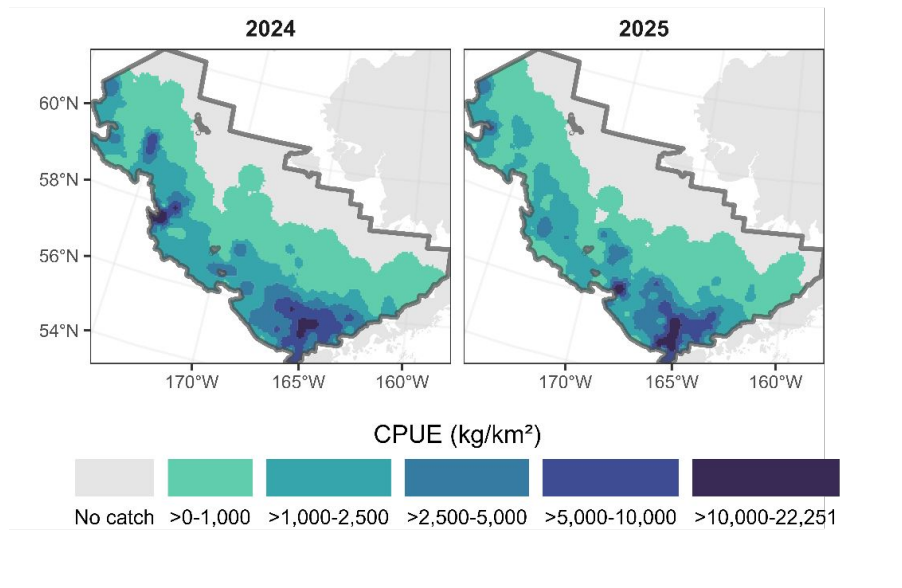 2024 2025
60°N
58°N
56°N
54°N
170°W 165°W 160°W 170°W 165°W 160°W
CPUE (kg/km²)
No catch >0-1,000 >1,000-2,500 >2,500-5,000 >5,000-10,000 >10,000-22,251